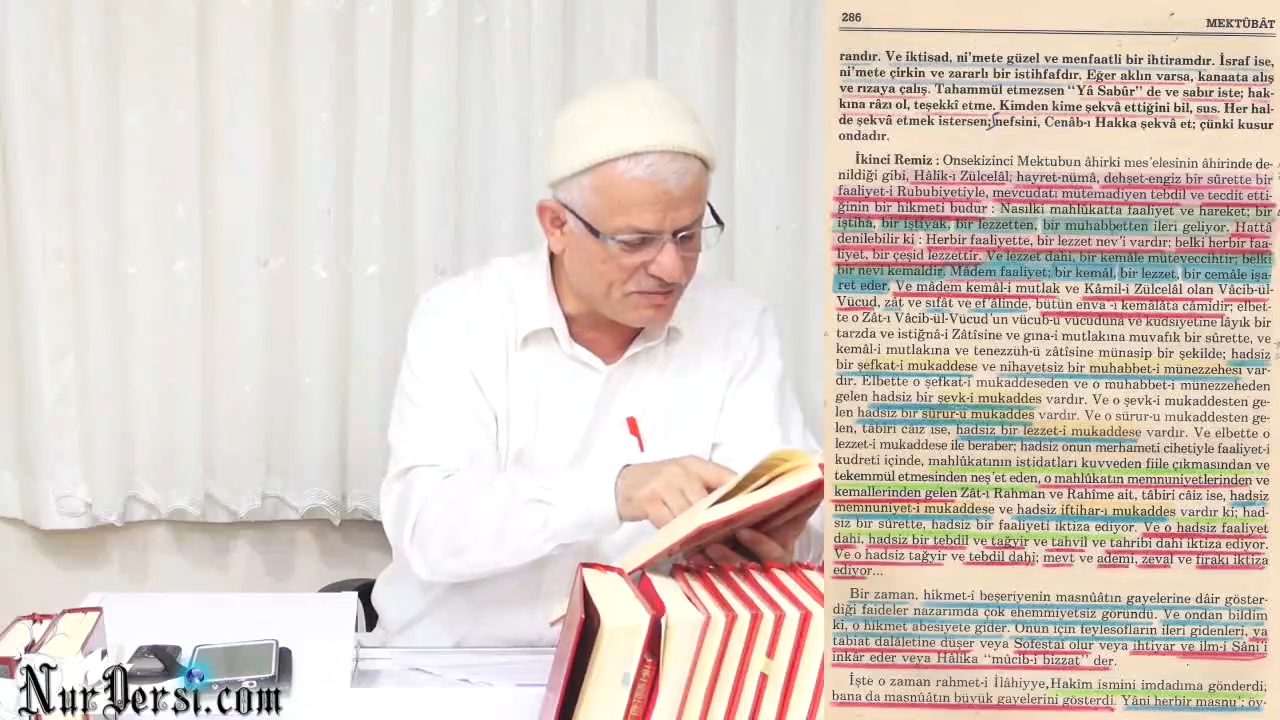 286
MEKTÛBÂT
randır. Ve iktisad, ni'mete güzel ve menfaatli bir ihtiramdır. İsraf ise,
ni'mete çirkin ve zararlı bir istihfafdır. Eğer aklın varsa, kanaata alış
ve rızaya çalış. Tahammül etmezsen "Yâ Sabûr" de ve sabır iste; hak-
kına râzı ol, teşekkî etme. Kimden kime şekvâ ettiğini bil, sus. Her hal-
de şekvâ etmek istersen; nefsini, Cenâb-ı Hakka şekvâ et; çünki kusur
ondadır.
İkinci Remiz : Onsekizinci Mektubun âhirki mes'elesinin âhirinde de-
nildiği gibi, Hâlik-ı Zülcelâl; hayret-nümâ, dehşet-engiz bir sûrette bir
faaliyet-i Rububiyetiyle, mevcudatı mütemadiyen tebdil ve tecdit etti-
ğinin bir hikmeti budur : Nasılki mahlûkatta faaliyet ve hareket; bir
iştiha, bir iştiyak, bir lezzetten, bir muhabbetten ileri geliyor. Hattâ
denilebilir ki : Herbir faaliyette, bir lezzet nev'i vardır; belki herbir faa-
liyet, bir çeşid lezzettir. Ve lezzet dahi, bir kemâle müteveccihtir; belki
bir nevi kemaldir. Mâdem faaliyet; bir kemâl, bir lezzet, bir cemâle işa-
ret eder. Ve mâdem kemâl-i mutlak ve Kâmil-i Zülcelâl olan Vâcib-ül-
Vücud, zât ve sıfât ve ef'âlinde, bütün enva'-ı kemâlâta câmidir; elbet-
te o Zât-ı Vâcib-ül-Vücud'un vücub-u vücuduna ve kudsiyetine lâyık bir
tarzda ve istiğnâ-i Zâtîsine ve gına-i mutlakına muvafık bir sûrette, ve
kemâl-i mutlakına ve tenezzüh-ü zâtîsine münasip bir şekilde; hadsiz
bir şefkat-i mukaddese ve nihayetsiz bir muhabbet-i münezzehesi var-
dır. Elbette o şefkat-i mukaddeseden ve o muhabbet-i münezzeheden
gelen hadsiz bir şevk-i mukaddes vardır. Ve o şevk-i mukaddesten ge-
len hadsiz bir sürur-u mukaddes vardır. Ve o sürur-u mukaddesten ge-
len, tâbiri câiz ise, hadsiz bir lezzet-i mukaddese vardır. Ve elbette o
lezzet-i mukaddese ile beraber; hadsiz onun merhameti cihetiyle faaliyet-i
kudreti içinde, mahlûkatının istidatları kuvveden fiile çıkmasından ve
tekemmül etmesinden neş'et eden, o mahlûkatın memnuniyetlerinden ve
kemallerinden gelen Zât-ı Rahman ve Rahîme ait, tâbiri câiz ise, hadsiz
memnuniyet-i mukaddese ve hadsiz iftihar-ı mukaddes vardır ki; had-
siz bir sûrette, hadsiz bir faaliyeti iktiza ediyor. Ve o hadsiz faaliyet
dahi, hadsiz bir tebdil ve tağyir ve tahvil ve tahribi dahi iktiza ediyor.
Ve o hadsiz tağyir ve tebdil dahi; mevt ve ademi, zeval ve firakı iktiza
ediyor...
Bir zaman, hikmet-i beşeriyenin masnûâtın gayelerine dâir göster-
diği faideler nazarımda çok ehemmiyetsiz göründü. Ve ondan bildim
ki, o hikmet abesiyete gider. Onun için feylesofların ileri gidenleri, ya
tabiat dalâletine düşer veya Sofestaî olur veya ihtiyar ve ilm-i Sâni'i
inkâr eder veya Hâlika "mûcib-i bizzat" der.
İşte o zaman rahmet-i İlâhiyye, Hakîm ismini imdadıma gönderdi;
bana da masnûâtın büyük gayelerini gösterdi. Yâni herbir masnu'; öy-
NurDersi.com